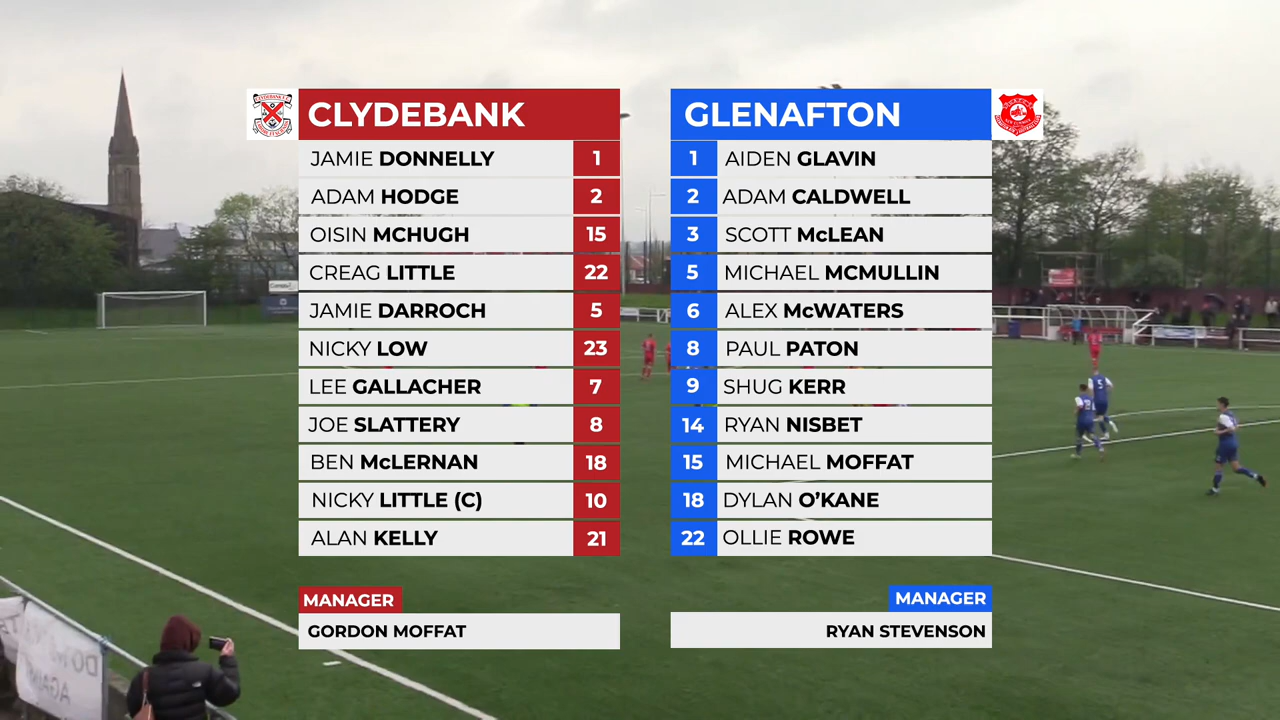 CLYDEBANK
JAMIE DONNELLY 1
ADAM HODGE 2
OISIN MCHUGH 15
CREAG LITTLE 22
JAMIE DARROCH 5
NICKY LOW 23
LEE GALLACHER 7
JOE SLATTERY 8
BEN McLERNAN 18
NICKY LITTLE (C) 10
ALAN KELLY 21
MANAGER
GORDON MOFFAT
GLENAFTON
1 AIDEN GLAVIN
2 ADAM CALDWELL
3 SCOTT McLEAN
5 MICHAEL MCMULLIN
6 ALEX McWATERS
8 PAUL PATON
9 SHUG KERR
14 RYAN NISBET
15 MICHAEL MOFFAT
18 DYLAN O’KANE
22 OLLIE ROWE
MANAGER
RYAN STEVENSON